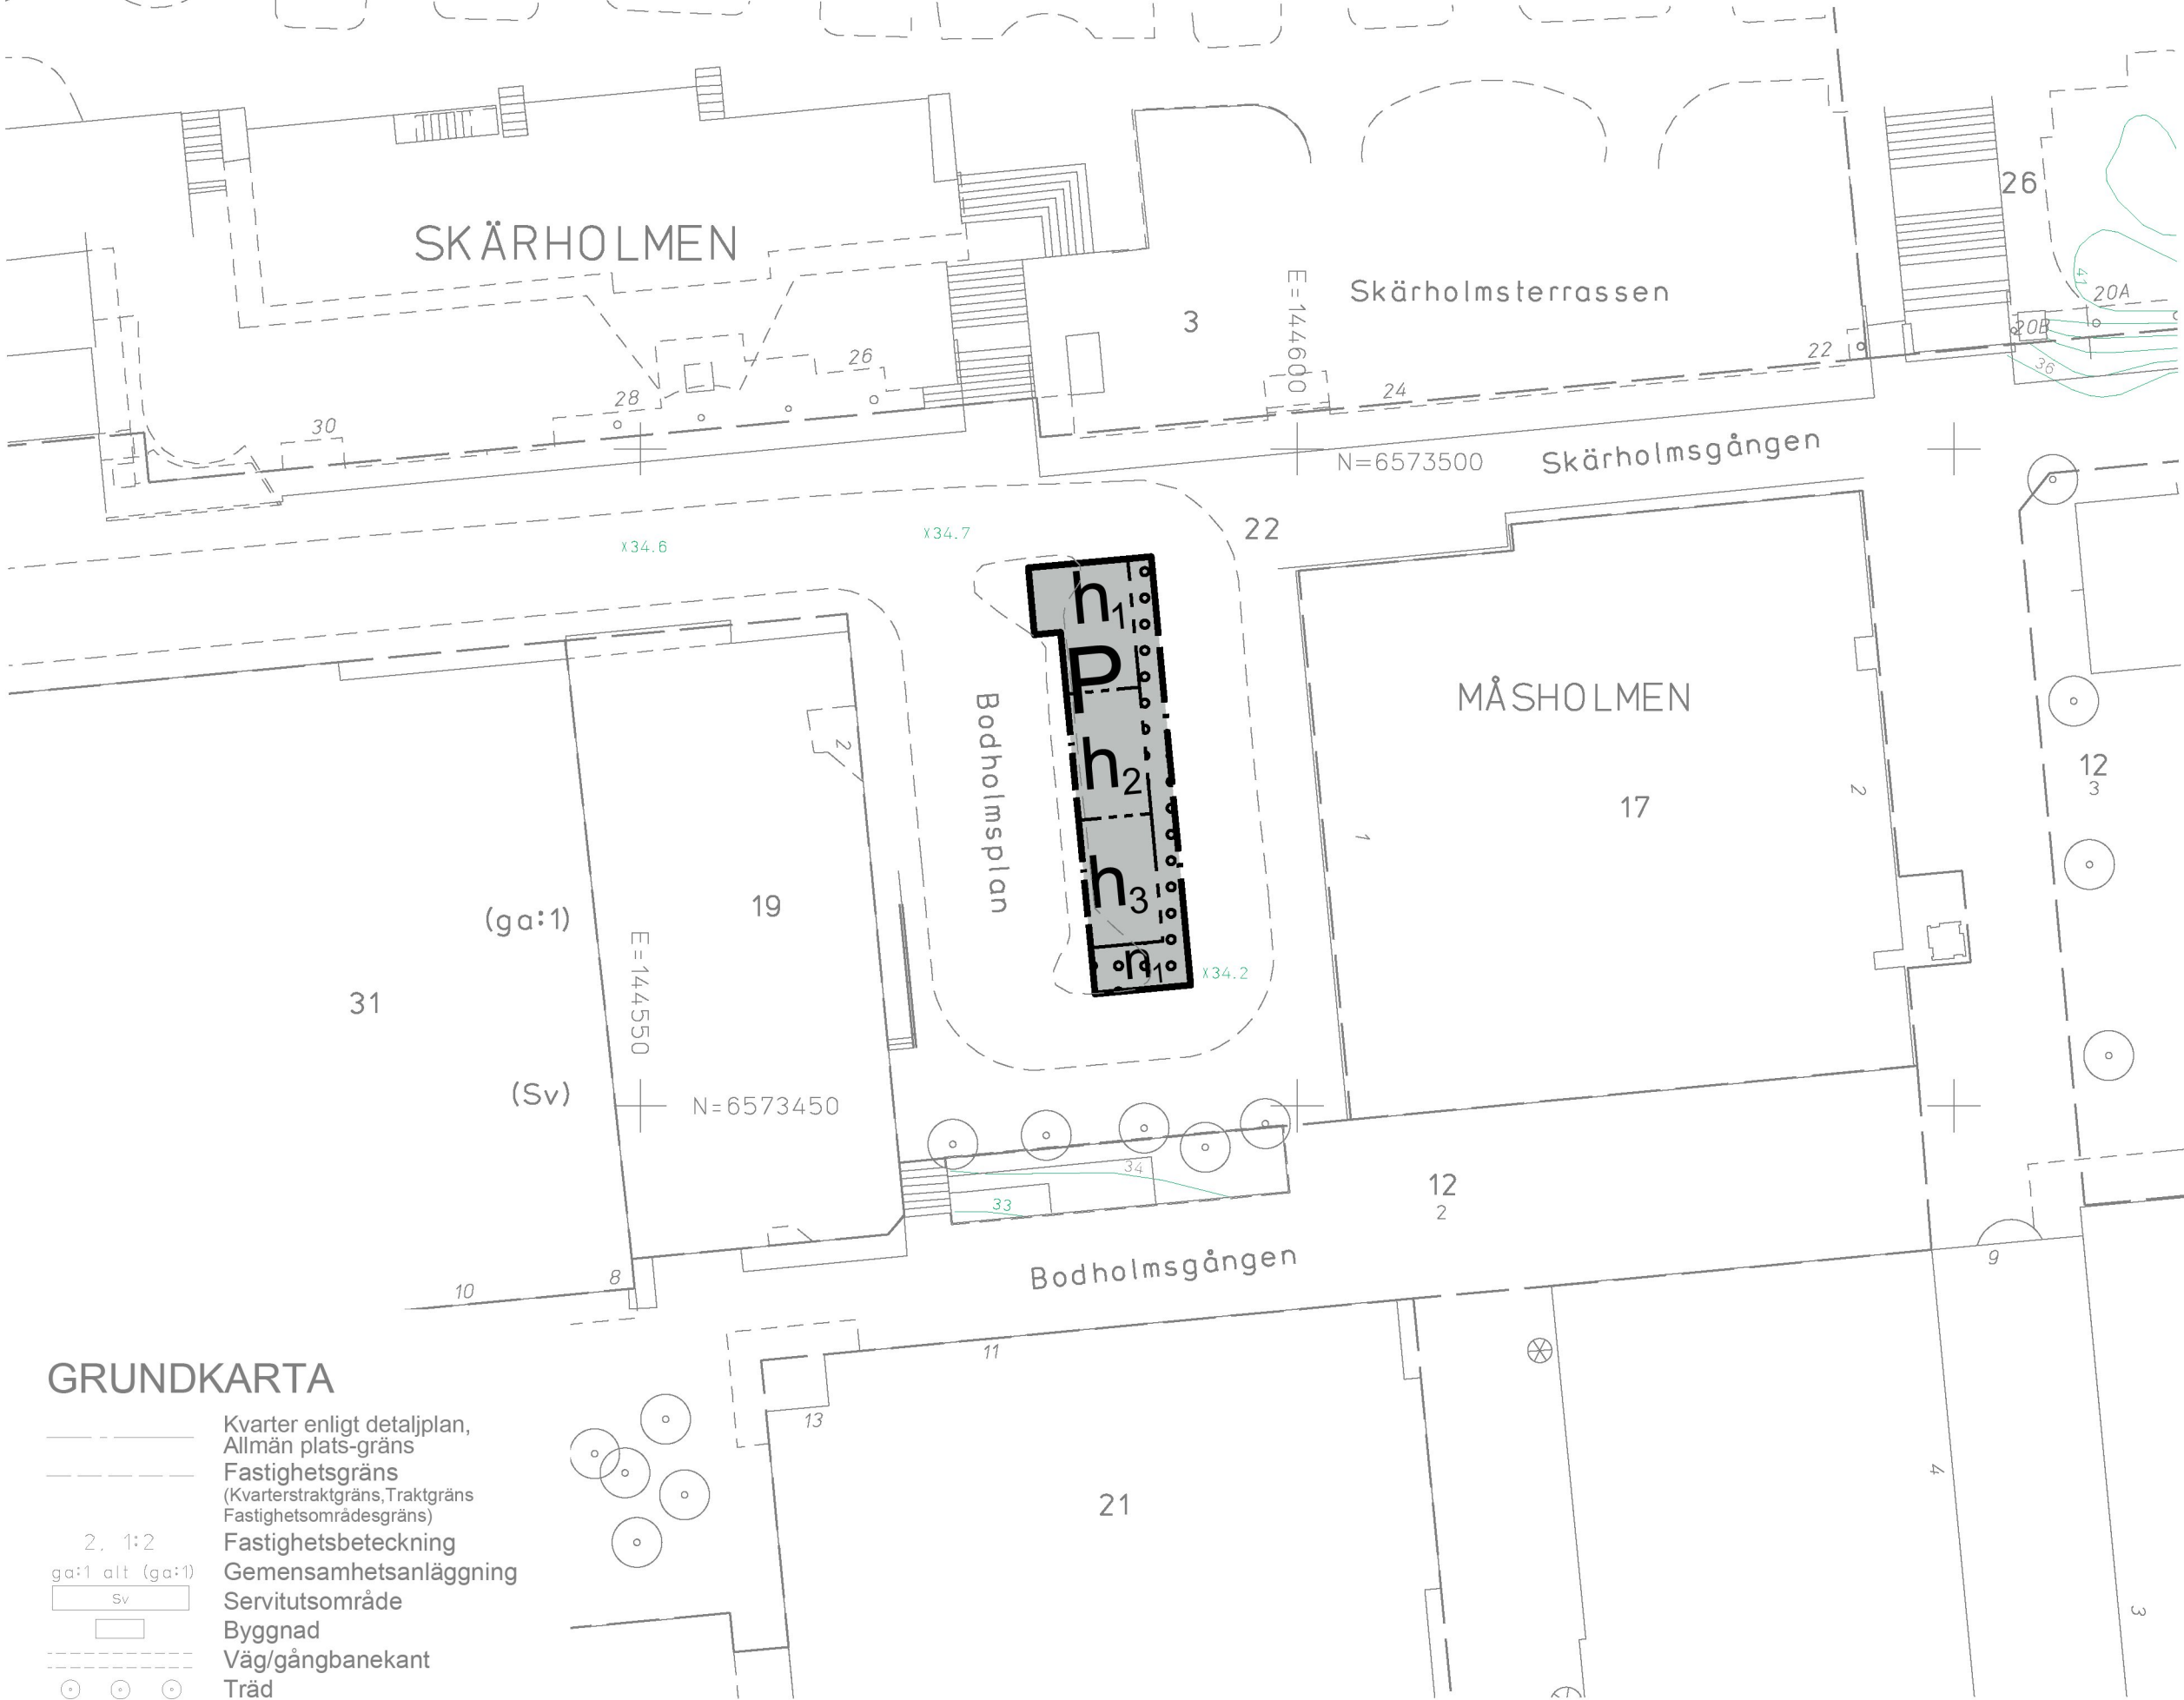 26
SKÄRHOLMEN
41
E=144600
Skärholmsterrassen
20A
3
20B
22
26
36
24
28
30
Skärholmsgången
N=6573500
22
x34.7
x34.6
h1
P
MÅSHOLMEN
Bodholmsplan
2
h2
12
3
2
17
1
h3
19
(ga:1)
E=144550
n1
x34.2
31
(Sv)
N=6573450
34
12
2
33
Bodholmsgången
9
8
10
11
GRUNDKARTA
13
Kvarter enligt detaljplan,
Allmän plats-gräns
Fastighetsgräns
(Kvarterstraktgräns,Traktgräns
Fastighetsområdesgräns)
4
21
2. 1:2 Fastighetsbeteckning
ga:1 alt (ga:1) Gemensamhetsanläggning
Sv Servitutsområde
3
Byggnad
Väg/gångbanekant
Träd